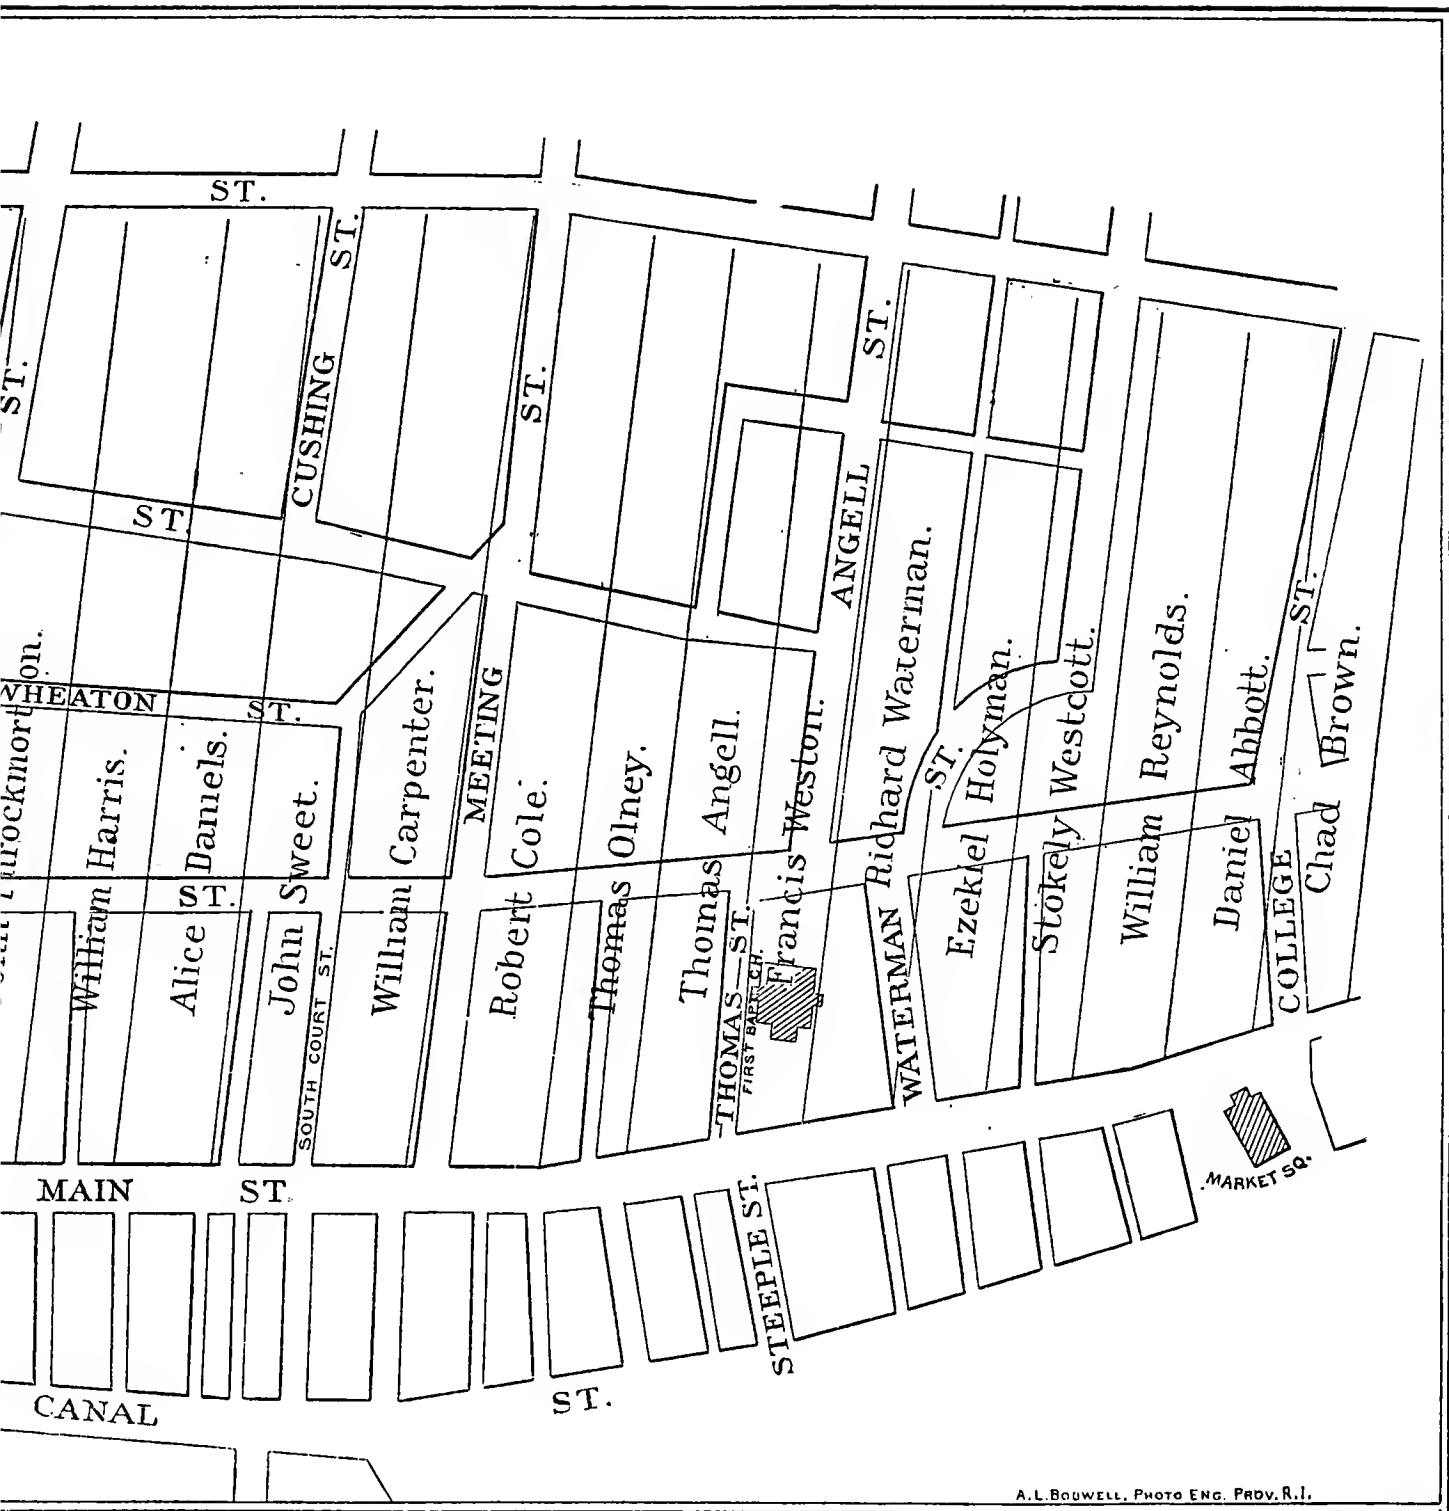 ST.
ST.
ST.
CUSHING
ST.
ST.
ST.
ANGELL
ST.
WHEATON ST.
William Harris.
Alice Daniels.
John Sweet.
William Carpenter.
MEETING
Robert Cole.
Thomas Olney.
Thomas Angell.
Francis Weston.
Richard Waterman.
ST.
Ezekiel Holyman.
Stokely Westcott.
William Reynolds.
Daniel Abbott.
ST.
Chad Brown.
ST.
SOUTH COURT ST.
THOMAS ST.
FIRST BAPT. CH.
WATERMAN
COLLEGE
MAIN ST.
STEEPLE ST.
MARKET SQ.
CANAL ST.
A.L. BODWELL, PHOTO ENG. PROV. R.I.